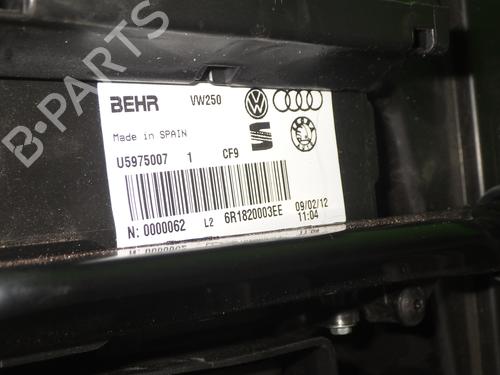 B-PARTS
BEHR VW250
Made in SPAIN
U5975007 1 CF9
N: 0000062 L2 6R1820003EE 09/02/12
11:04